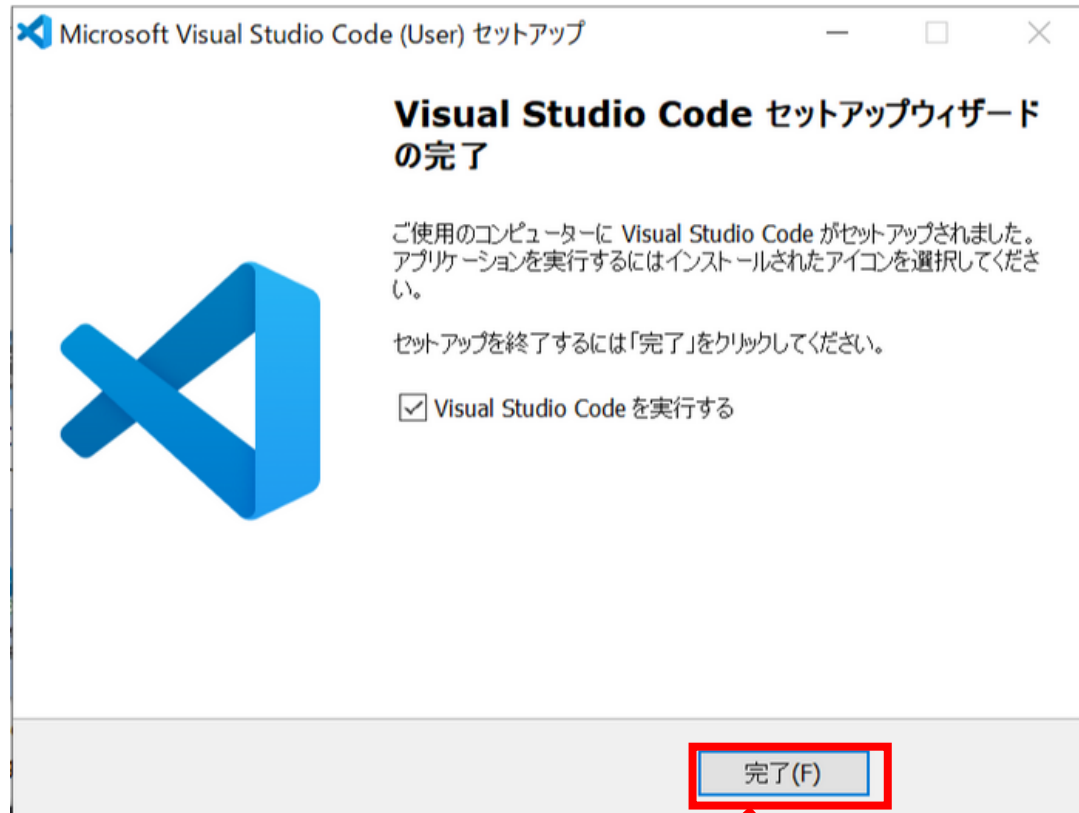 Microsoft Visual Studio Code (User) セットアップ
Visual Studio Code セットアップウィザード
の完了
ご使用のコンピューターに Visual Studio Code がセットアップされました。
アプリケーションを実行するにはインストールされたアイコンを選択してくださ
い。
セットアップを終了するには「完了」をクリックしてください。
Visual Studio Code を実行する
完了(F)